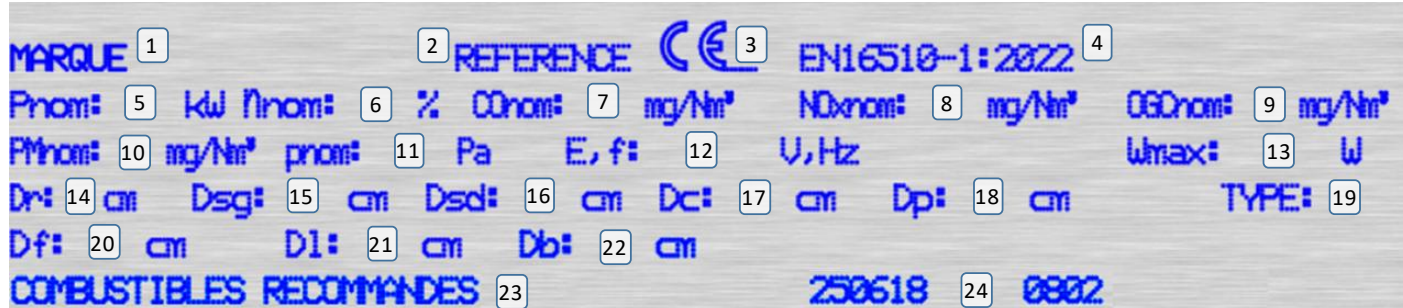 MARQUE 1 2 REFERENCE CE 3 EN16510-1:2022 4
Pnom: 5 kW ηnom: 6 % COnom: 7 mg/Nm³ NOxnom: 8 mg/Nm³ OGCnom: 9 mg/Nm³
PMnom: 10 mg/Nm³ pnom: 11 Pa E,f: 12 V,Hz Wmax: 13 W
Dr: 14 cm Dsg: 15 cm Dsd: 16 cm Dc: 17 cm Dp: 18 cm TYPE: 19
Df: 20 cm Dl: 21 cm Db: 22 cm
COMBUSTIBLES RECOMMANDES 23 250618 24 0802